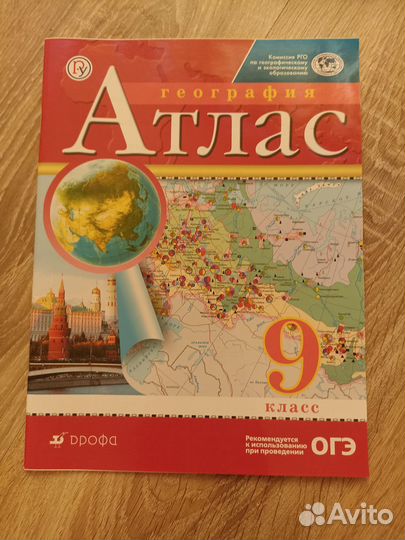 Комиссия РГО
по географическому
и экологическому
образованию
география
Атлас
9
класс
дрофа
Рекомендуется
к использованию
при проведении
ОГЭ
Avito